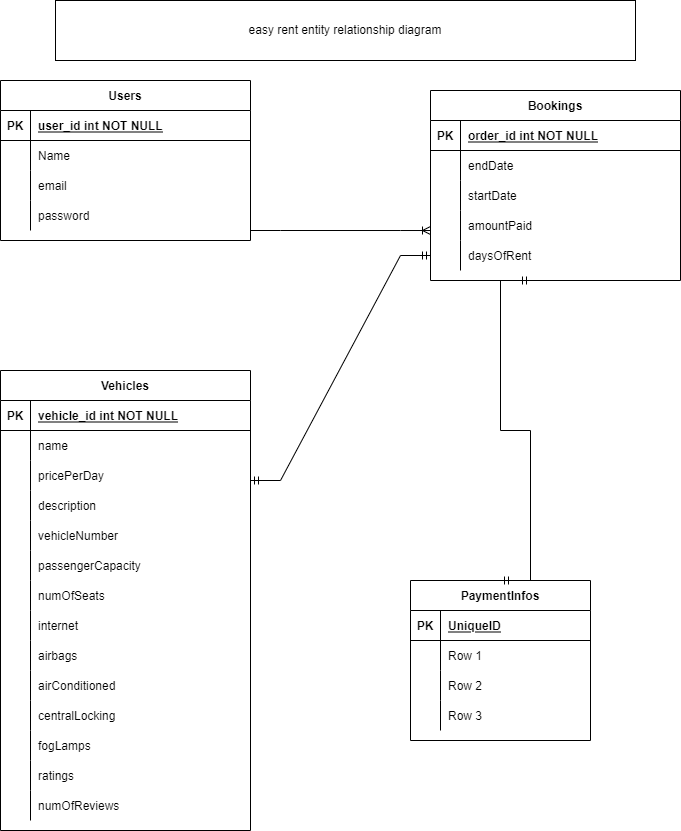 easy rent entity relationship diagram
Users
PK user_id int NOT NULL
Name
email
password
Bookings
PK order_id int NOT NULL
endDate
startDate
amountPaid
daysOfRent
Vehicles
PK vehicle_id int NOT NULL
name
pricePerDay
description
vehicleNumber
passengerCapacity
numOfSeats
internet
airbags
airConditioned
centralLocking
fogLamps
ratings
numOfReviews
PaymentInfos
PK UniqueID
Row 1
Row 2
Row 3